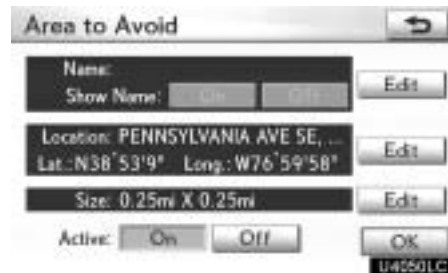 Area to Avoid
Name:
Edit
Show Name: On Off
Location: PENNSYLVANIA AVE SE, ...
Edit
Lat.: N38°53'9" Long.: W76°59'58"
Size: 0.25mi X 0.25mi
Edit
Active: On Off
OK
U4050LC